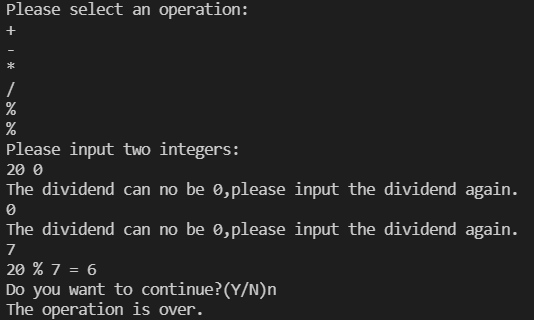 Please select an operation:
+
-
*
/
%
%
Please input two integers:
20 0
The dividend can no be 0,please input the dividend again.
0
The dividend can no be 0,please input the dividend again.
7
20 % 7 = 6
Do you want to continue?(Y/N)n
The operation is over.